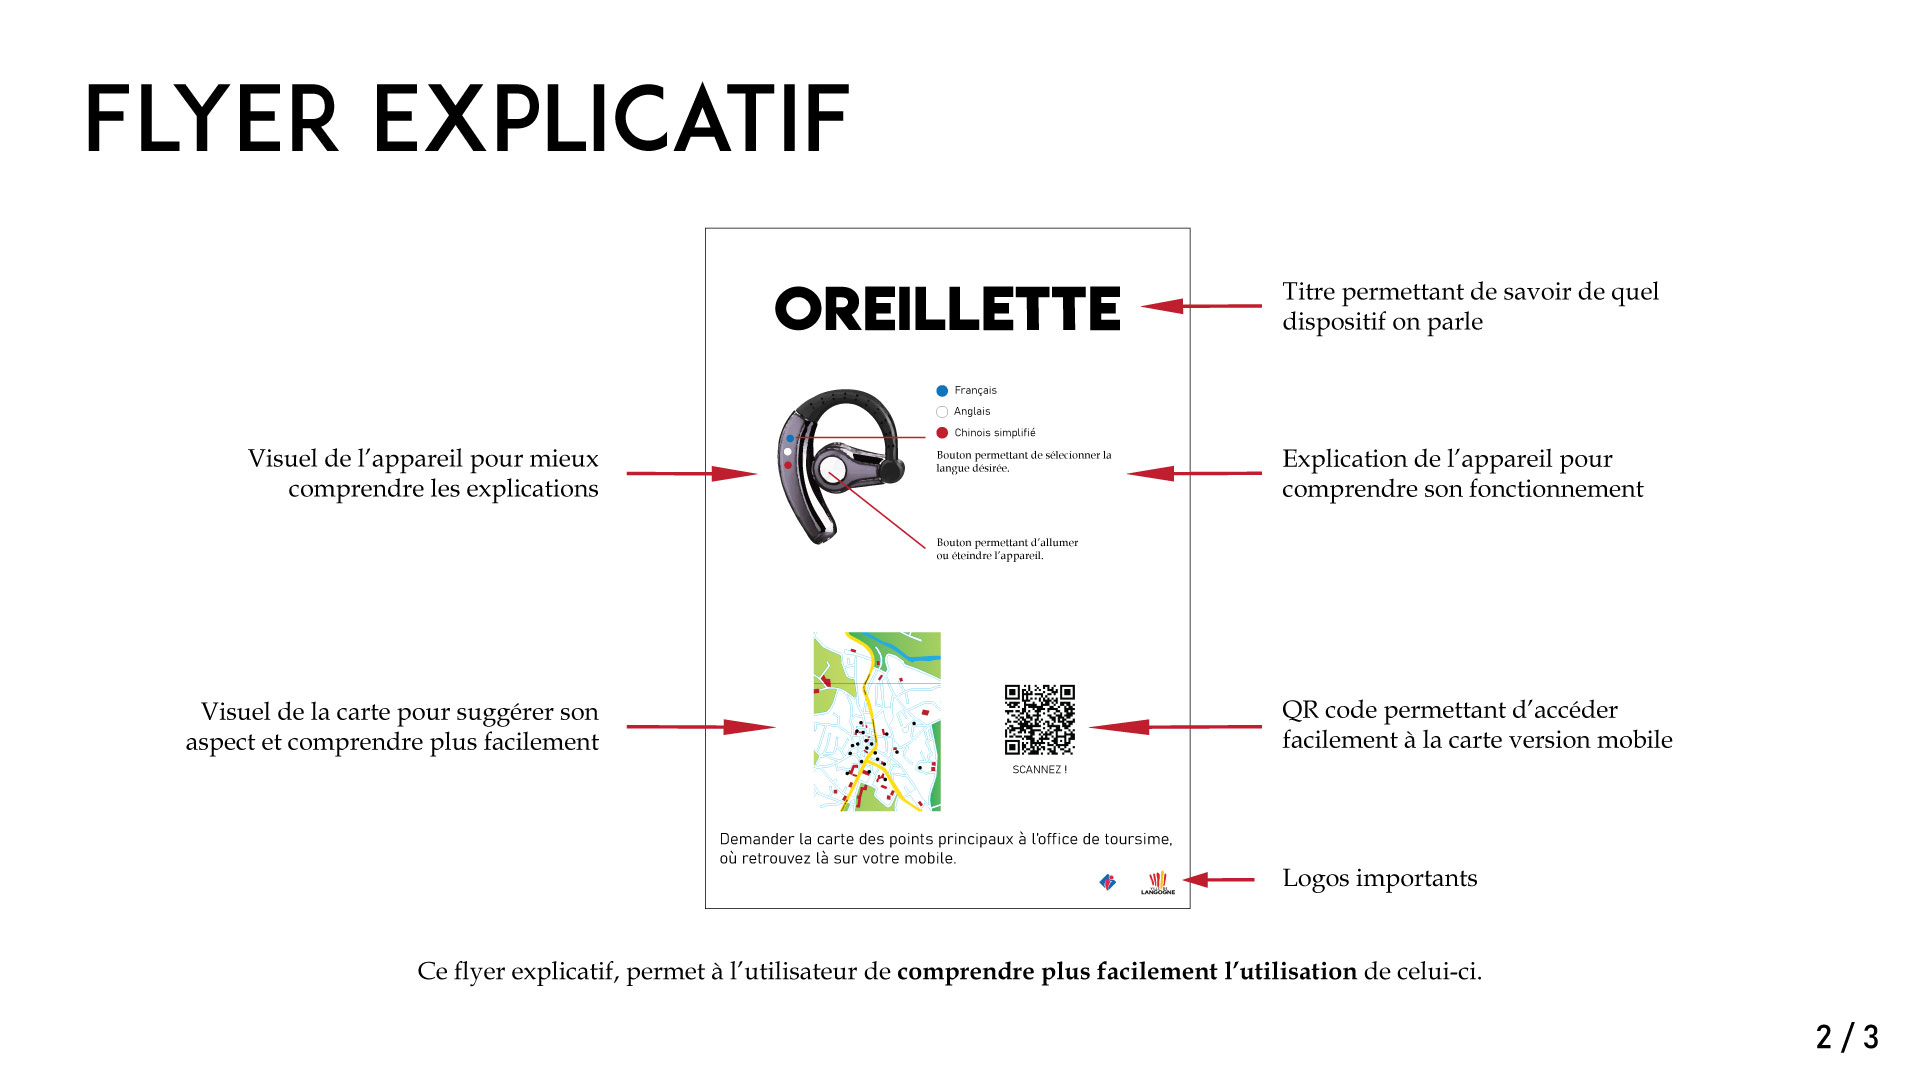 FLYER EXPLICATIF
OREILLETTE
Titre permettant de savoir de quel
dispositif on parle
Français
Anglais
Chinois simplifié
Bouton permettant de sélecionner la
langue désirée.
Visuel de l'appareil pour mieux
comprendre les explications
Explication de l'appareil pour
comprendre son fonctionnement
Bouton permettant d'allumer
ou éteindre l'appareil.
Visuel de la carte pour suggérer son
aspect et comprendre plus facilement
QR code permettant d'accéder
facilement à la carte version mobile
SCANNEZ !
Demander la carte des points principaux à l'office de toursime,
où retrouvez là sur votre mobile.
LANGOGNE
Logos importants
Ce flyer explicatif, permet à l'utilisateur de comprendre plus facilement l'utilisation de celui-ci.
2 / 3